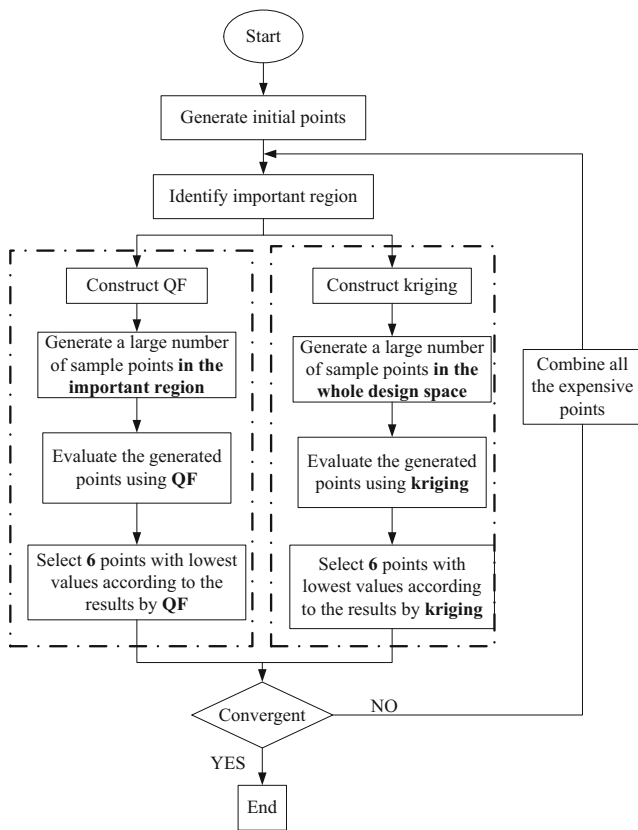 Start
Generate initial points
Identify important region
Construct QF
Generate a large number
of sample points in the
important region
Evaluate the generated
points using QF
Select 6 points with lowest
values according to the
results by QF
Construct kriging
Generate a large number
of sample points in the
whole design space
Evaluate the generated
points using kriging
Select 6 points with
lowest values according
to the results by kriging
Combine all
the expensive
points
Convergent
NO
YES
End